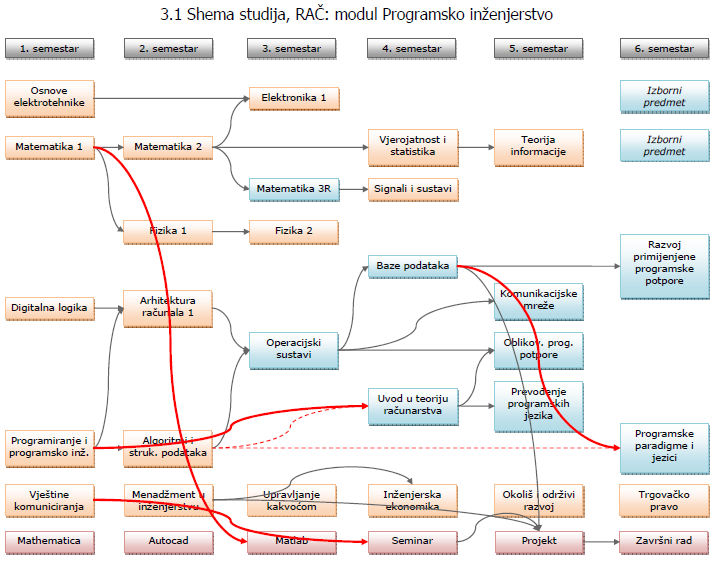 3.1 Shema studija, RAČ: modul Programsko inženjerstvo
1. semestar
2. semestar
3. semestar
4. semestar
5. semestar
6. semestar
Osnove
elektrotehnike
Elektronika 1
Izborni
predmet
Matematika 1
Matematika 2
Vjerojatnost i
statistika
Teorija
informacije
Izborni
predmet
Matematika 3R
Signali i sustavi
Fizika 1
Fizika 2
Baze podataka
Razvoj
primijenjene
programske
potpore
Digitalna logika
Arhitektura
računala 1
Komunikacijske
mreže
Operacijski
sustavi
Oblikov. prog.
potpore
Uvod u teoriju
računarstva
Prevođenje
programskih
jezika
Programiranje i
programsko inž.
Algoritmi i
struk. podataka
Programske
paradigme i
jezici
Vještine
komuniciranja
Menadžment u
inženjerstvu
Upravljanje
kakvoćom
Inženjerska
ekonomika
Okoliš i održivi
razvoj
Trgovačko
pravo
Mathematica
Autocad
Matlab
Seminar
Projekt
Završni rad